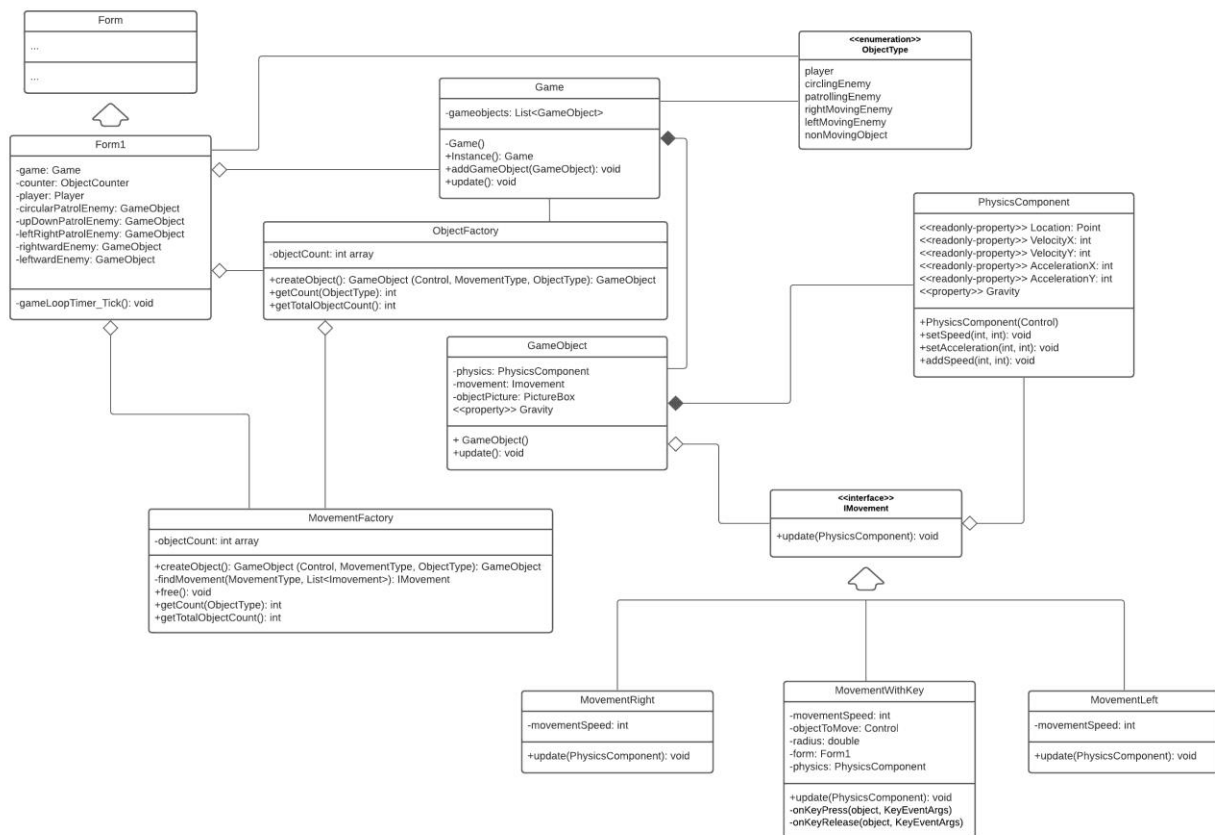 Form
...
...
Form1
-game: Game
-counter: ObjectCounter
-player: Player
-circularPatrolEnemy: GameObject
-upDownPatrolEnemy: GameObject
-leftRightPatrolEnemy: GameObject
-rightwardEnemy: GameObject
-leftwardEnemy: GameObject
-gameLoopTimer_Tick(): void
Game
-gameobjects: List<GameObject>
-Game()
+Instance(): Game
+addGameObject(GameObject): void
+update(): void
<<enumeration>>
ObjectType
player
circlingEnemy
patrollingEnemy
rightMovingEnemy
leftMovingEnemy
nonMovingObject
ObjectFactory
-objectCount: int array
+createObject(): GameObject (Control, MovementType, ObjectType): GameObject
+getCount(ObjectType): int
+getTotalObjectCount(): int
PhysicsComponent
<<readonly-property>> Location: Point
<<readonly-property>> VelocityX: int
<<readonly-property>> VelocityY: int
<<readonly-property>> AccelerationX: int
<<readonly-property>> AccelerationY: int
<<property>> Gravity
+PhysicsComponent(Control)
+setSpeed(int, int): void
+setAcceleration(int, int): void
+addSpeed(int, int): void
GameObject
-physics: PhysicsComponent
-movement: Imovement
-objectPicture: PictureBox
<<property>> Gravity
+ GameObject()
+update(): void
<<interface>>
IMovement
+update(PhysicsComponent): void
MovementFactory
-objectCount: int array
+createObject(): GameObject (Control, MovementType, ObjectType): GameObject
-findMovement(MovementType, List<Imovement>): IMovement
+free(): void
+getCount(ObjectType): int
+getTotalObjectCount(): int
MovementRight
-movementSpeed: int
+update(PhysicsComponent): void
MovementWithKey
-movementSpeed: int
-objectToMove: Control
-radius: double
-form: Form1
-physics: PhysicsComponent
+update(PhysicsComponent): void
-onKeyPress(object, KeyEventArgs)
-onKeyRelease(object, KeyEventArgs)
MovementLeft
-movementSpeed: int
+update(PhysicsComponent): void